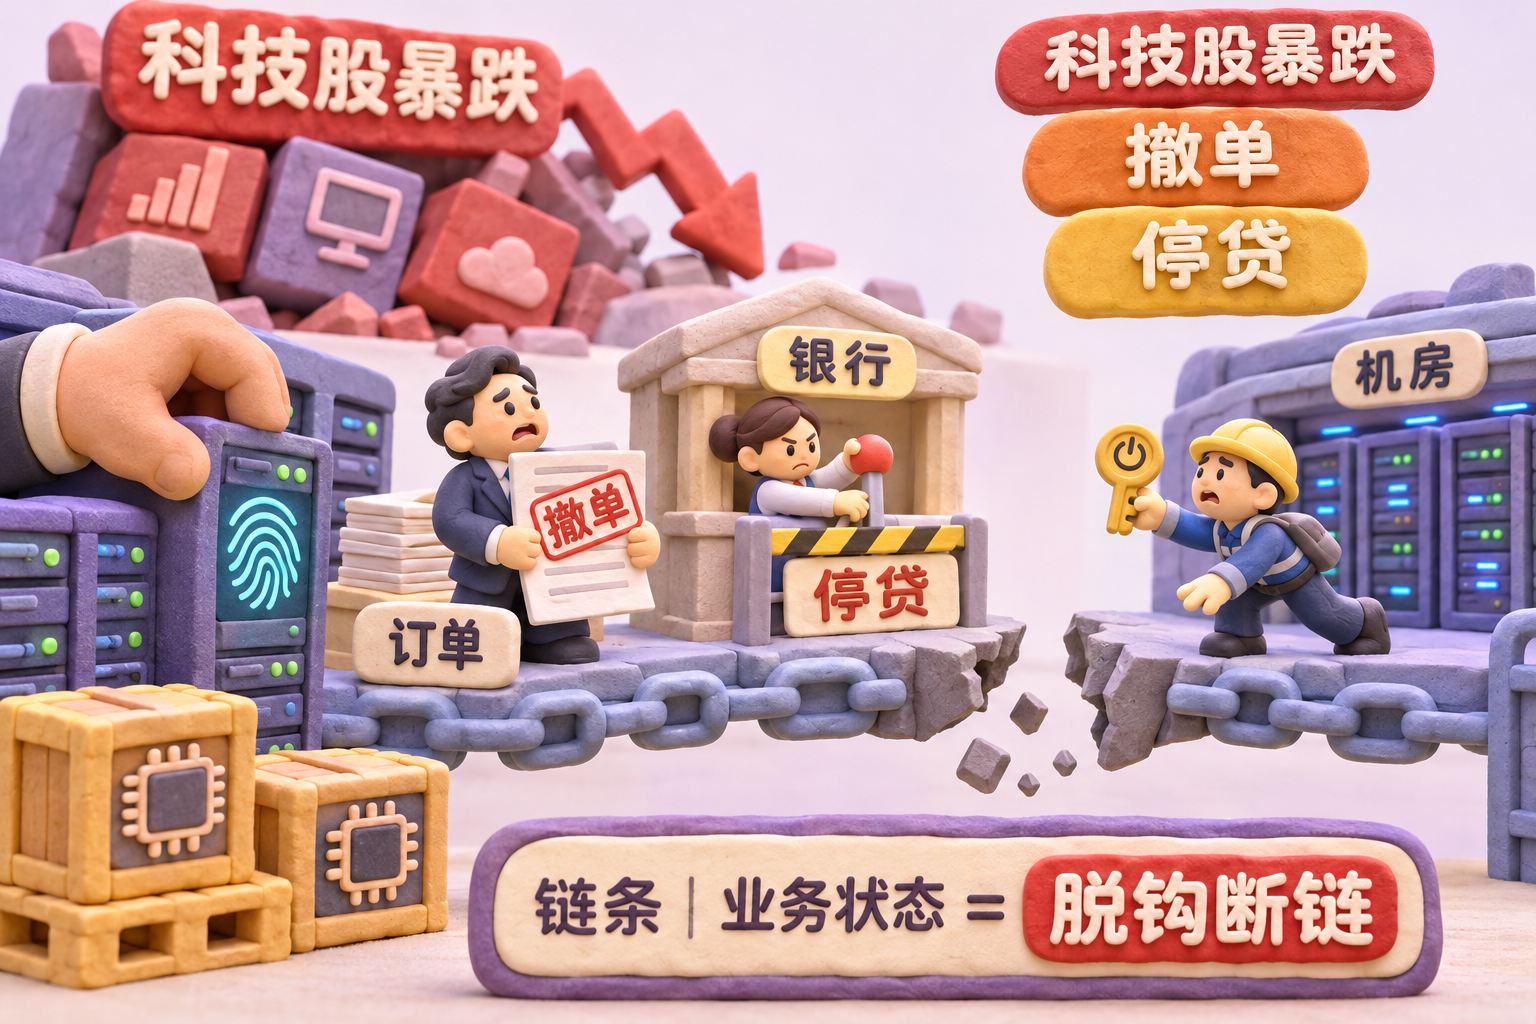 科技股暴跌
科技股暴跌
撤单
停贷
银行
机房
撤单
停贷
订单
链条｜业务状态 = 脱钩断链